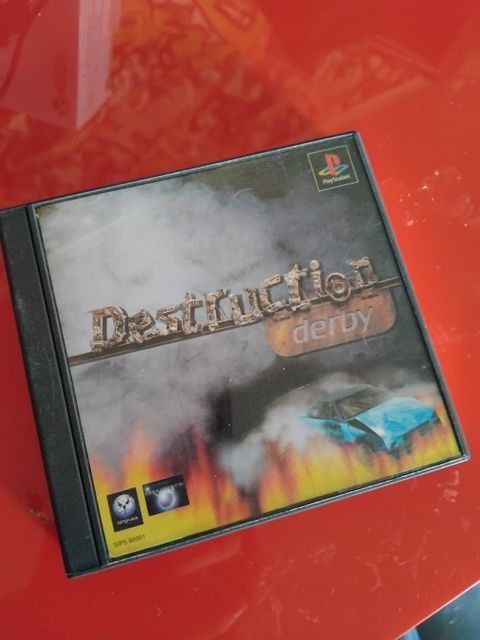 PlayStation
Destruction
derby
SIPS 60001